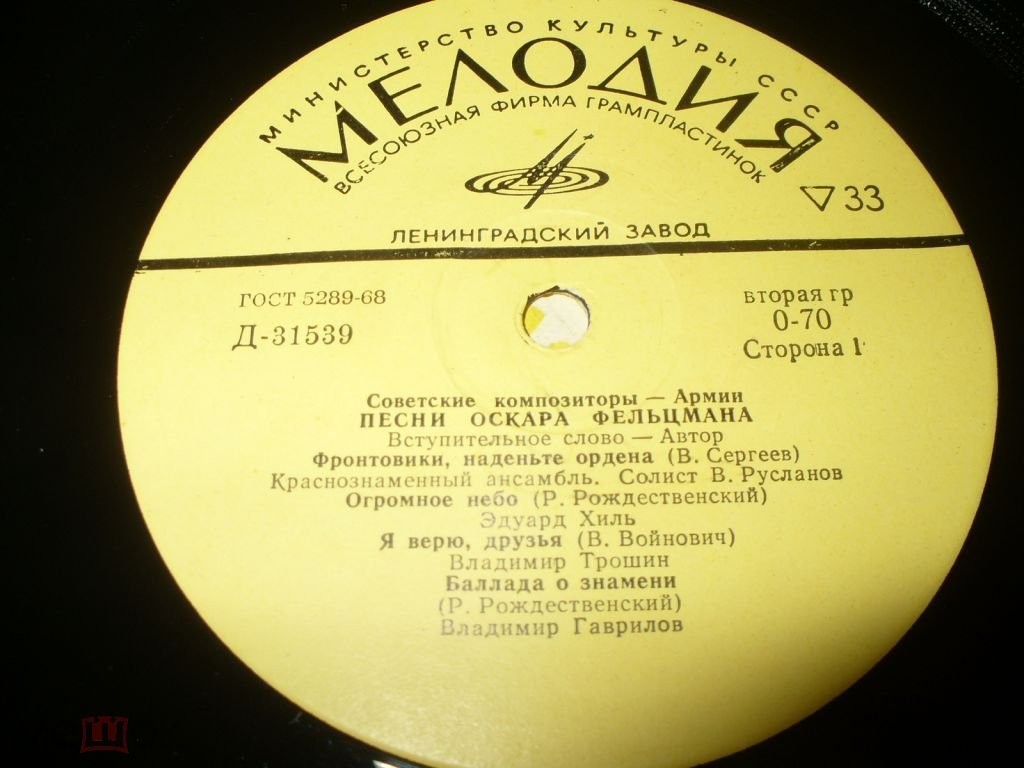 МИНИСТЕРСТВО КУЛЬТУРЫ СССР
МЕЛОДИЯ
ВСЕСОЮЗНАЯ ФИРМА ГРАМПЛАСТИНОК
33
ЛЕНИНГРАДСКИЙ ЗАВОД
ГОСТ 5289-68
Д-31539
вторая гр
0-70
Сторона 1
Советские композиторы — Армии
ПЕСНИ ОСКАРА ФЕЛЬЦМАНА
Вступительное слово — Автор
Фронтовики, наденьте ордена (В. Сергеев)
Краснознаменный ансамбль. Солист В. Русланов
Огромное небо (Р. Рождественский)
Эдуард Хиль
Я верю, друзья (В. Войнович)
Владимир Трошин
Баллада о знамени
(Р. Рождественский)
Владимир Гаврилов